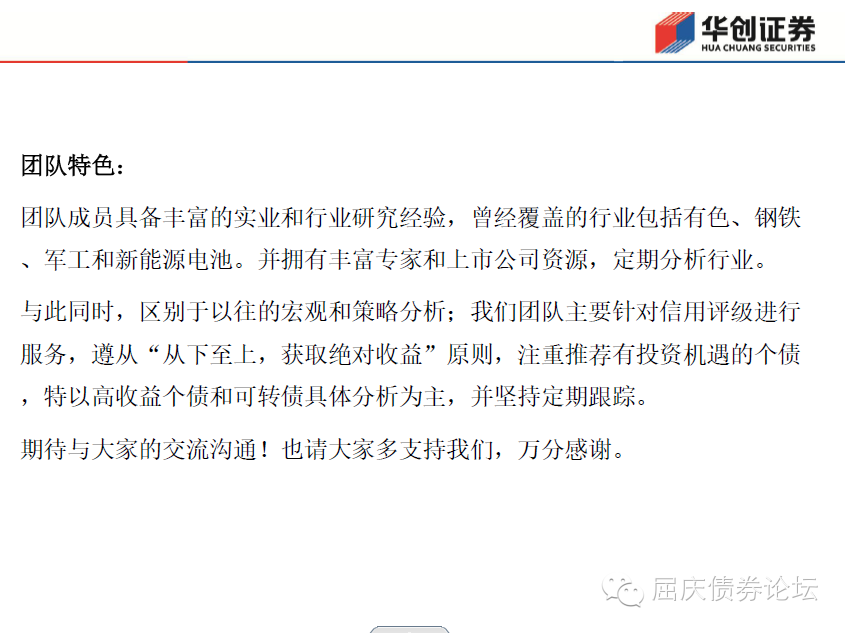 华创证券
HUA CHUANG SECURITIES
团队特色：
团队成员具备丰富的实业和行业研究经验，曾经覆盖的行业包括有色、钢铁
、军工和新能源电池。并拥有丰富专家和上市公司资源，定期分析行业。
与此同时，区别于以往的宏观和策略分析；我们团队主要针对信用评级进行
服务，遵从“从下至上，获取绝对收益”原则，注重推荐有投资机遇的个债
，特以高收益个债和可转债具体分析为主，并坚持定期跟踪。
期待与大家的交流沟通！也请大家多支持我们，万分感谢。
屈庆债券论坛